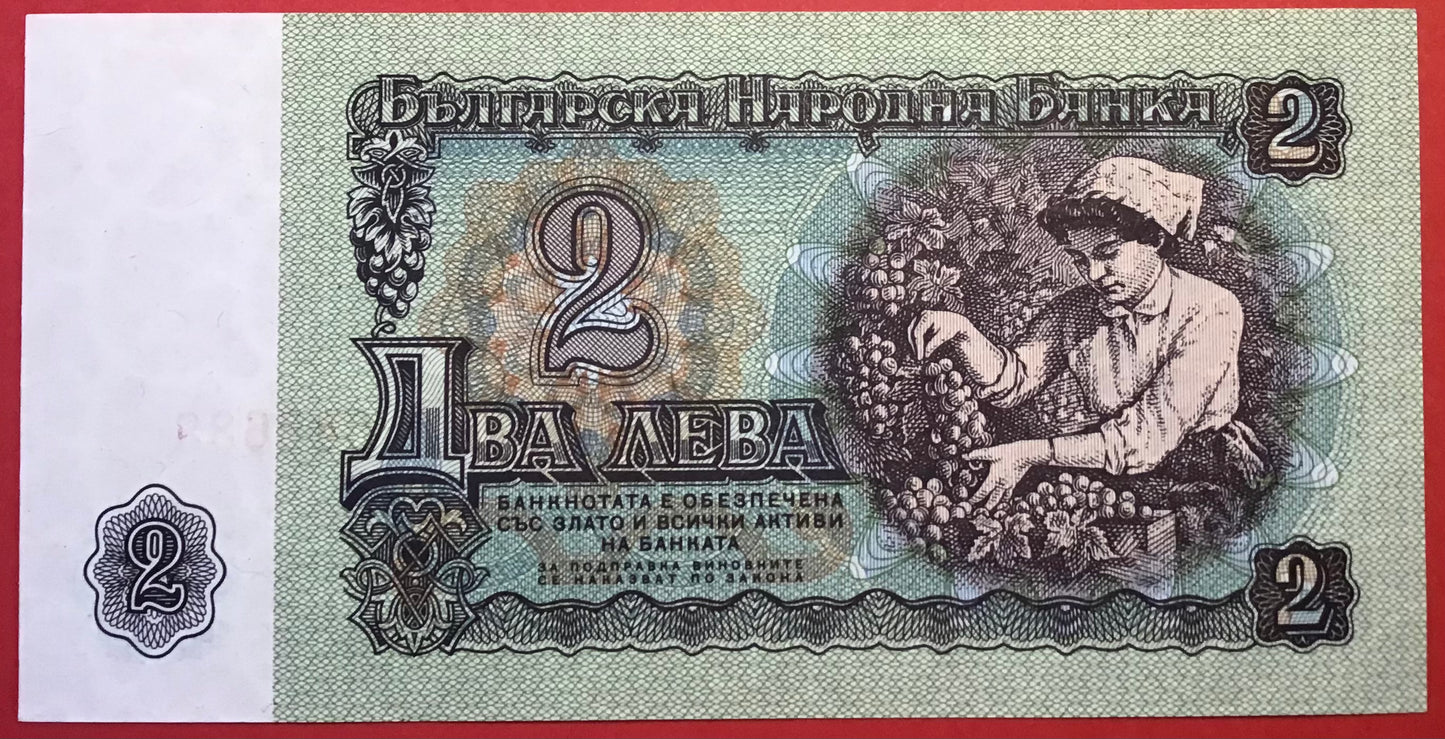 Българска Народна Банка
2
2
Два лева
БАНКНОТАТА Е ОБЕЗПЕЧЕНА
СЪС ЗЛАТО И ВСИЧКИ АКТИВИ
НА БАНКАТА
ЗА ПОДПРАВКА ВИНОВНИТЕ
СЕ НАКАЗВАТ ПО ЗАКОНА
2
2